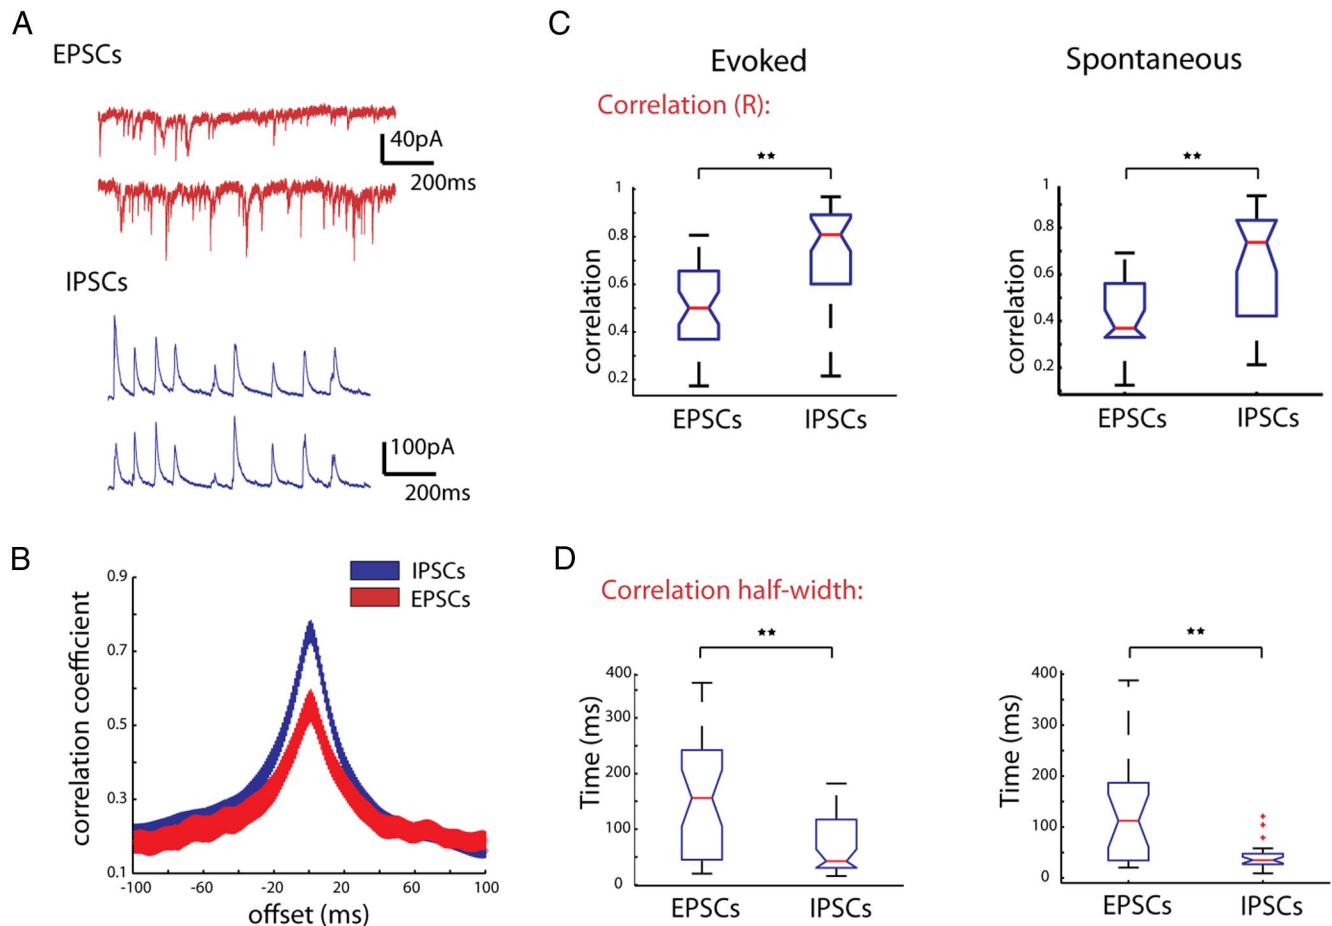 A
EPSCs
40pA
200ms
IPSCs
100pA
200ms
B
IPSCs
EPSCs
correlation coefficient
0.9
0.7
0.5
0.3
0.1
-100 -60 -20 20 60 100
offset (ms)
C
Evoked
Spontaneous
Correlation (R):
★★
correlation
1
0.8
0.6
0.4
0.2
EPSCs IPSCs
★★
correlation
1
0.8
0.6
0.4
0.2
EPSCs IPSCs
D
Correlation half-width:
★★
Time (ms)
400
300
200
100
0
EPSCs IPSCs
★★
Time (ms)
400
300
200
100
0
EPSCs IPSCs